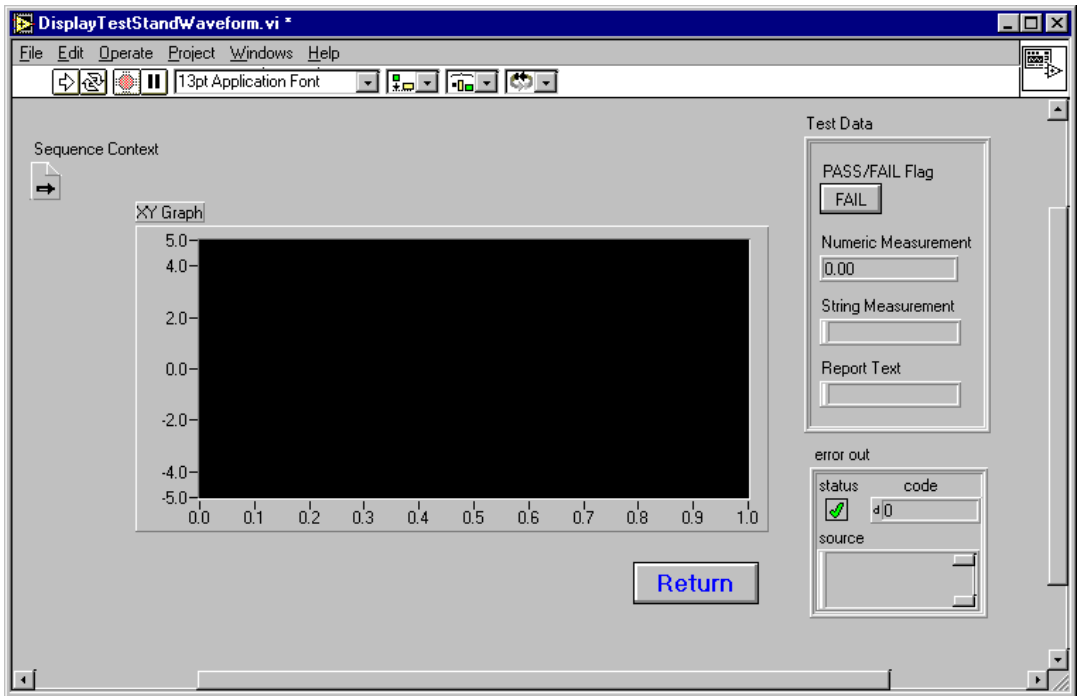 DisplayTestStandWaveform.vi *
File Edit Operate Project Windows Help
13pt Application Font
Sequence Context
XY Graph
5.0
4.0
2.0
0.0
-2.0
-4.0
-5.0
0.0 0.1 0.2 0.3 0.4 0.5 0.6 0.7 0.8 0.9 1.0
Return
Test Data
PASS/FAIL Flag
FAIL
Numeric Measurement
0.00
String Measurement
Report Text
error out
status code
d 0
source